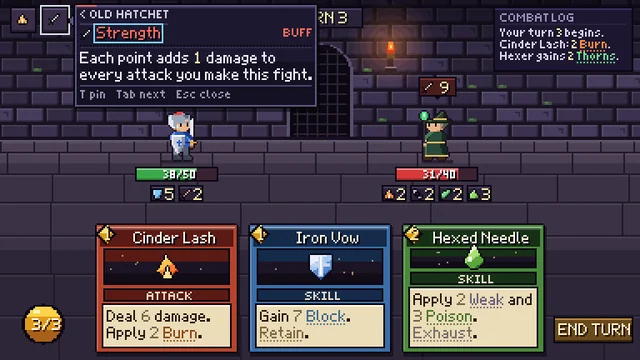 < OLD HATCHET
Strength BUFF
Each point adds 1 damage to
every attack you make this fight.
T pin Tab next Esc close
RN 3
COMBAT LOG
Your turn 3 begins.
Cinder Lash: 2 Burn.
Hexer gains 2 Thorns.
9
38/50
5 2
31/40
2 2 2 3
Cinder Lash
ATTACK
Deal 6 damage.
Apply 2 Burn.
1
Iron Vow
SKILL
Gain 7 Block.
Retain.
2
Hexed Needle
SKILL
Apply 2 Weak and
3 Poison.
Exhaust.
3/3
END TURN